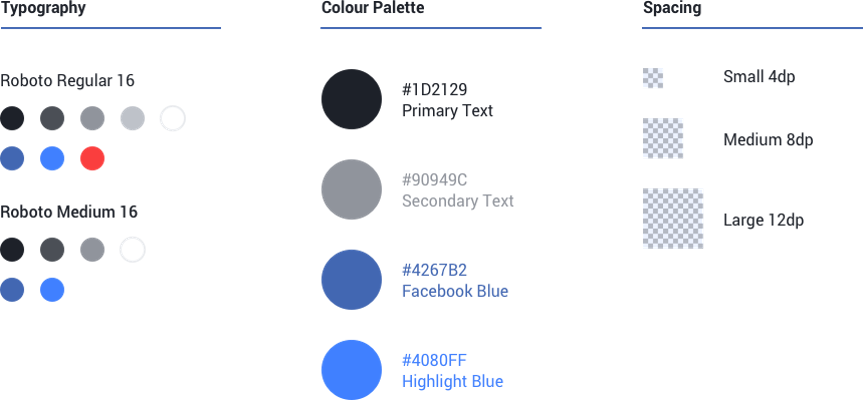 Typography
Roboto Regular 16
Roboto Medium 16
Colour Palette
#1D2129
Primary Text
#90949C
Secondary Text
#4267B2
Facebook Blue
#4080FF
Highlight Blue
Spacing
Small 4dp
Medium 8dp
Large 12dp